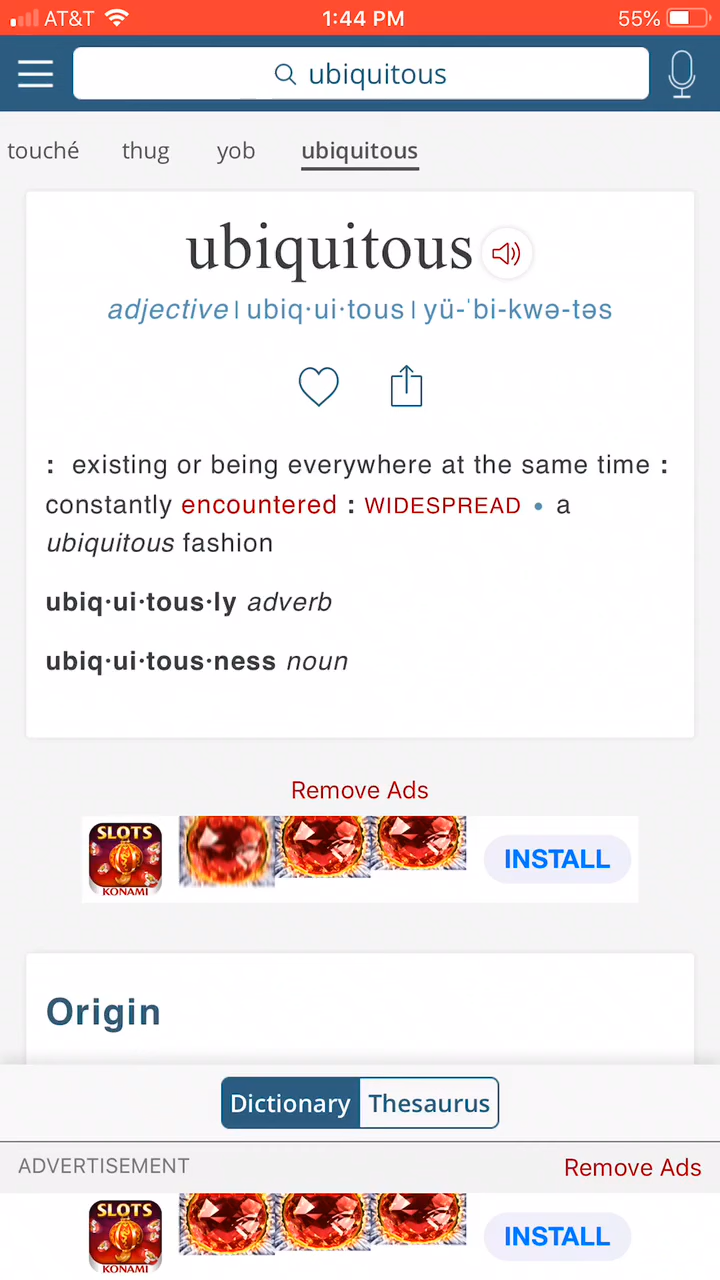 AT&T 1:44 PM 55%
ubiquitous
touché thug yob ubiquitous
ubiquitous
adjective | ubiq·ui·tous | yü-ˈbi-kwə-təs
: existing or being everywhere at the same time :
constantly encountered : WIDESPREAD • a
ubiquitous fashion
ubiq·ui·tous·ly adverb
ubiq·ui·tous·ness noun
Remove Ads
SLOTS
KONAMI
INSTALL
Origin
Dictionary Thesaurus
ADVERTISEMENT Remove Ads
SLOTS
KONAMI
INSTALL